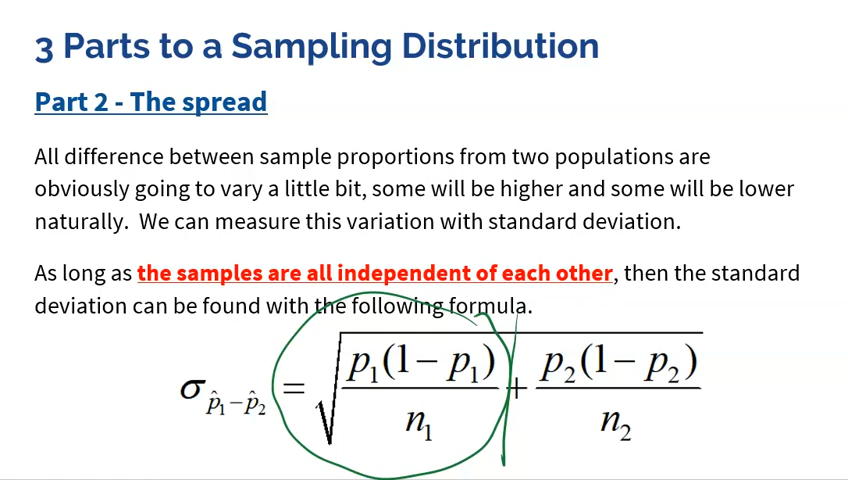 3 Parts to a Sampling Distribution
Part 2 - The spread
All difference between sample proportions from two populations are
obviously going to vary a little bit, some will be higher and some will be lower
naturally. We can measure this variation with standard deviation.
As long as the samples are all independent of each other, then the standard
deviation can be found with the following formula.
σ_{p̂₁−p̂₂} = √(p₁(1−p₁)/n₁ + p₂(1−p₂)/n₂)